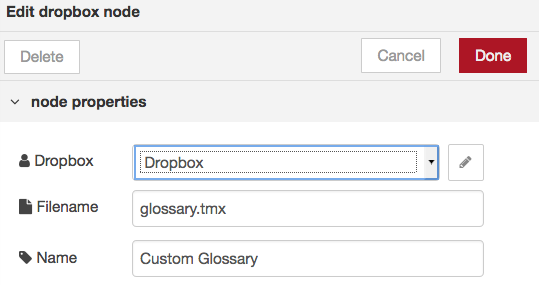 Edit dropbox node
Delete
Cancel
Done
node properties
Dropbox
Dropbox
Filename
glossary.tmx
Name
Custom Glossary